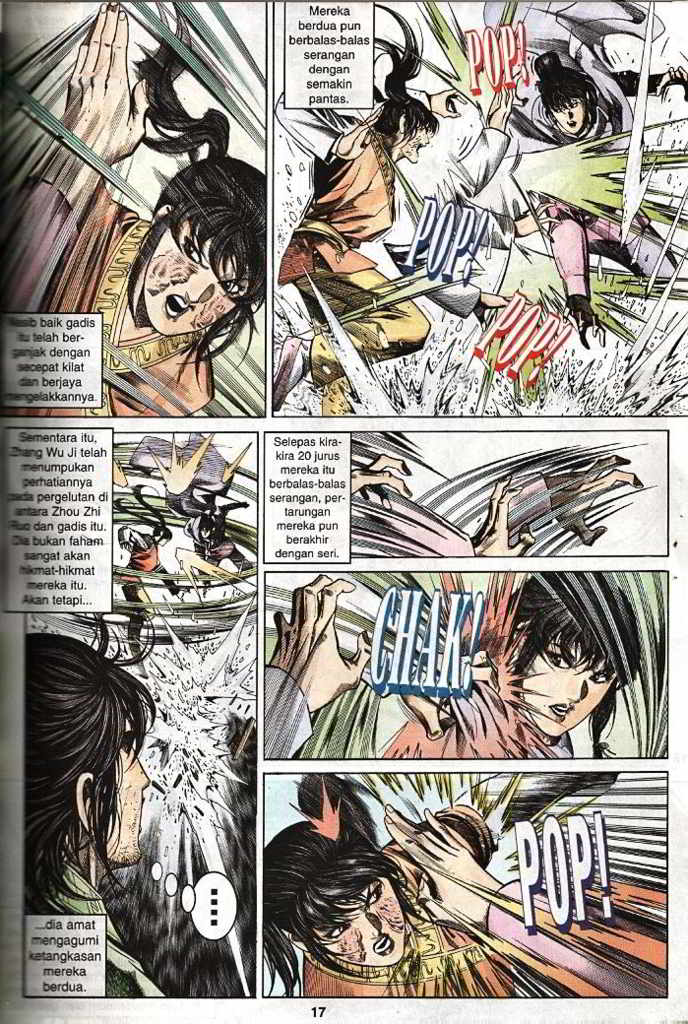 Nasib baik gadis
itu telah ber-
ganjak dengan
secepat kilat
dan berjaya
mengelakkannya.
Mereka
berdua pun
berbalas-balas
serangan
dengan
semakin
pantas.
POP!
POP!
POP!
Sementara itu,
Zhang Wu Ji telah
menumpukan
perhatiannya
pada pergelutan di
antara Zhou Zhi
Ruo dan gadis itu.
Dia bukan faham
sangat akan
hikmat-hikmat
mereka itu.
Akan tetapi...
...dia amat
mengagumi
ketangkasan
mereka
berdua.
Selepas kira-
kira 20 jurus
mereka itu
berbalas-balas
serangan, per-
tarungan
mereka pun
berakhir
dengan seri.
CHAK!
POP!
17